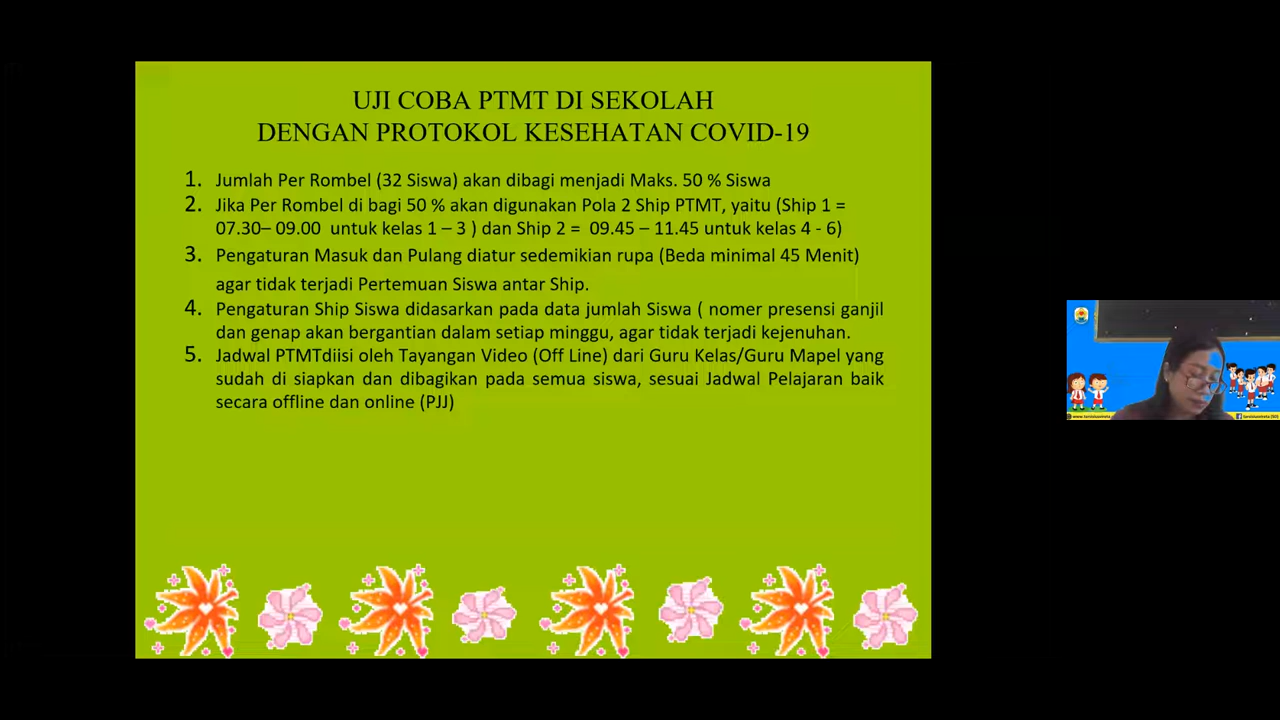 UJI COBA PTMT DI SEKOLAH
DENGAN PROTOKOL KESEHATAN COVID-19
1. Jumlah Per Rombel (32 Siswa) akan dibagi menjadi Maks. 50 % Siswa
2. Jika Per Rombel di bagi 50 % akan digunakan Pola 2 Ship PTMT, yaitu (Ship 1 =
07.30– 09.00 untuk kelas 1 – 3 ) dan Ship 2 = 09.45 – 11.45 untuk kelas 4 - 6)
3. Pengaturan Masuk dan Pulang diatur sedemikian rupa (Beda minimal 45 Menit)
agar tidak terjadi Pertemuan Siswa antar Ship.
4. Pengaturan Ship Siswa didasarkan pada data jumlah Siswa ( nomer presensi ganjil
dan genap akan bergantian dalam setiap minggu, agar tidak terjadi kejenuhan.
5. Jadwal PTMTdiisi oleh Tayangan Video (Off Line) dari Guru Kelas/Guru Mapel yang
sudah di siapkan dan dibagikan pada semua siswa, sesuai Jadwal Pelajaran baik
secara offline dan online (PJJ)